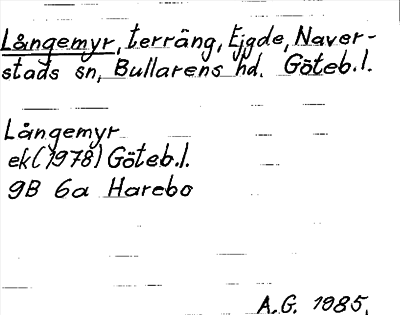 Långemyr, terräng, Ejgde, Naver-
stads sn, Bullarens hd. Göteb.l.
Långemyr
ek(1978) Göteb.l.
9B 6a Harebo
A.G. 1985.